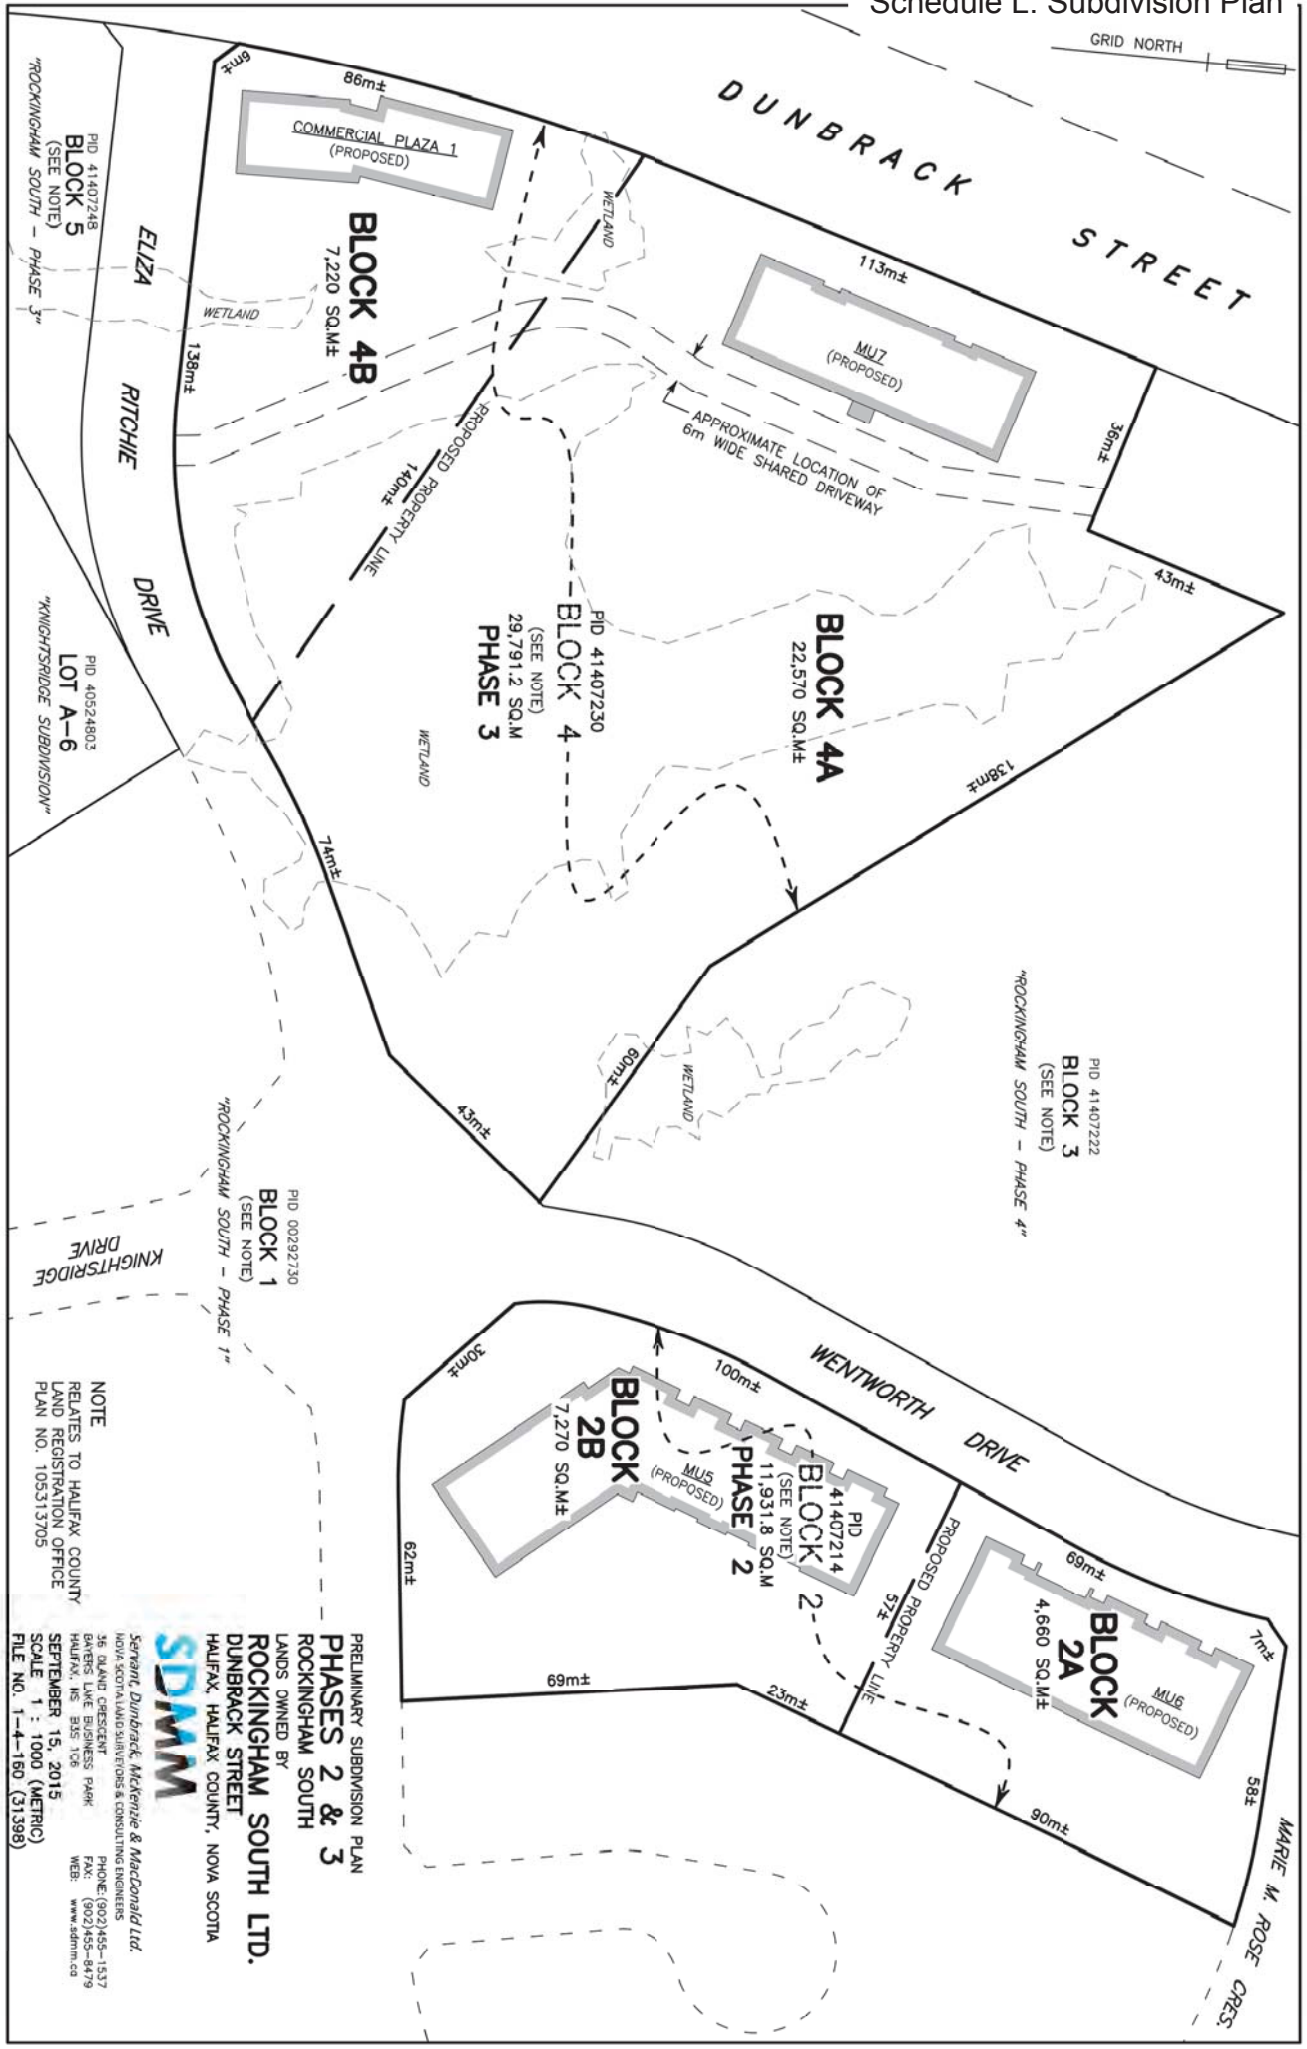 Schedule L: Subdivision Plan
GRID NORTH
DUNBRACK STREET
6m±
86m±
COMMERCIAL PLAZA 1
(PROPOSED)
WETLAND
113m±
MU7
(PROPOSED)
36m±
43m±
APPROXIMATE LOCATION OF
6m WIDE SHARED DRIVEWAY
BLOCK 4B
7,220 SQ.M±
PID 41407248
BLOCK 5
(SEE NOTE)
"ROCKINGHAM SOUTH - PHASE 3"
ELIZA RITCHIE DRIVE
WETLAND
138m±
PROPOSED PROPERTY LINE
140m±
PID 41407230
BLOCK 4
(SEE NOTE)
29,791.2 SQ.M
PHASE 3
BLOCK 4A
22,570 SQ.M±
WETLAND
138m±
PID 40524803
LOT A-6
"KNIGHTSRIDGE SUBDIVISION"
74m±
60m±
WETLAND
43m±
PID 41407222
BLOCK 3
(SEE NOTE)
"ROCKINGHAM SOUTH - PHASE 4"
PID 00292730
BLOCK 1
(SEE NOTE)
"ROCKINGHAM SOUTH - PHASE 1"
KNIGHTSRIDGE
DRIVE
WENTWORTH DRIVE
30m±
100m±
BLOCK
2B
7,270 SQ.M±
MU5
(PROPOSED)
PID
41407214
BLOCK 2
(SEE NOTE)
11,931.8 SQ.M
PHASE 2
PROPOSED PROPERTY LINE
57±
69m±
7m±
BLOCK
2A
4,660 SQ.M±
MU6
(PROPOSED)
58±
62m±
69m±
23m±
90m±
MARIE M. ROSE CRES.
NOTE
RELATES TO HALIFAX COUNTY
LAND REGISTRATION OFFICE
PLAN NO. 105313705
PRELIMINARY SUBDIVISION PLAN
PHASES 2 & 3
ROCKINGHAM SOUTH
LANDS OWNED BY
ROCKINGHAM SOUTH LTD.
DUNBRACK STREET
HALIFAX, HALIFAX COUNTY, NOVA SCOTIA
SDMM
Servant, Dunbrack, McKenzie & MacDonald Ltd.
NOVA SCOTIA LAND SURVEYORS & CONSULTING ENGINEERS
36 OLAND CRESCENT
BAYERS LAKE BUSINESS PARK
HALIFAX, NS B3S 1C6
PHONE: (902)455-1537
FAX: (902)455-8479
WEB: www.sdmm.ca
SEPTEMBER 15, 2015
SCALE 1 : 1000 (METRIC)
FILE NO. 1-4-160 (31398)